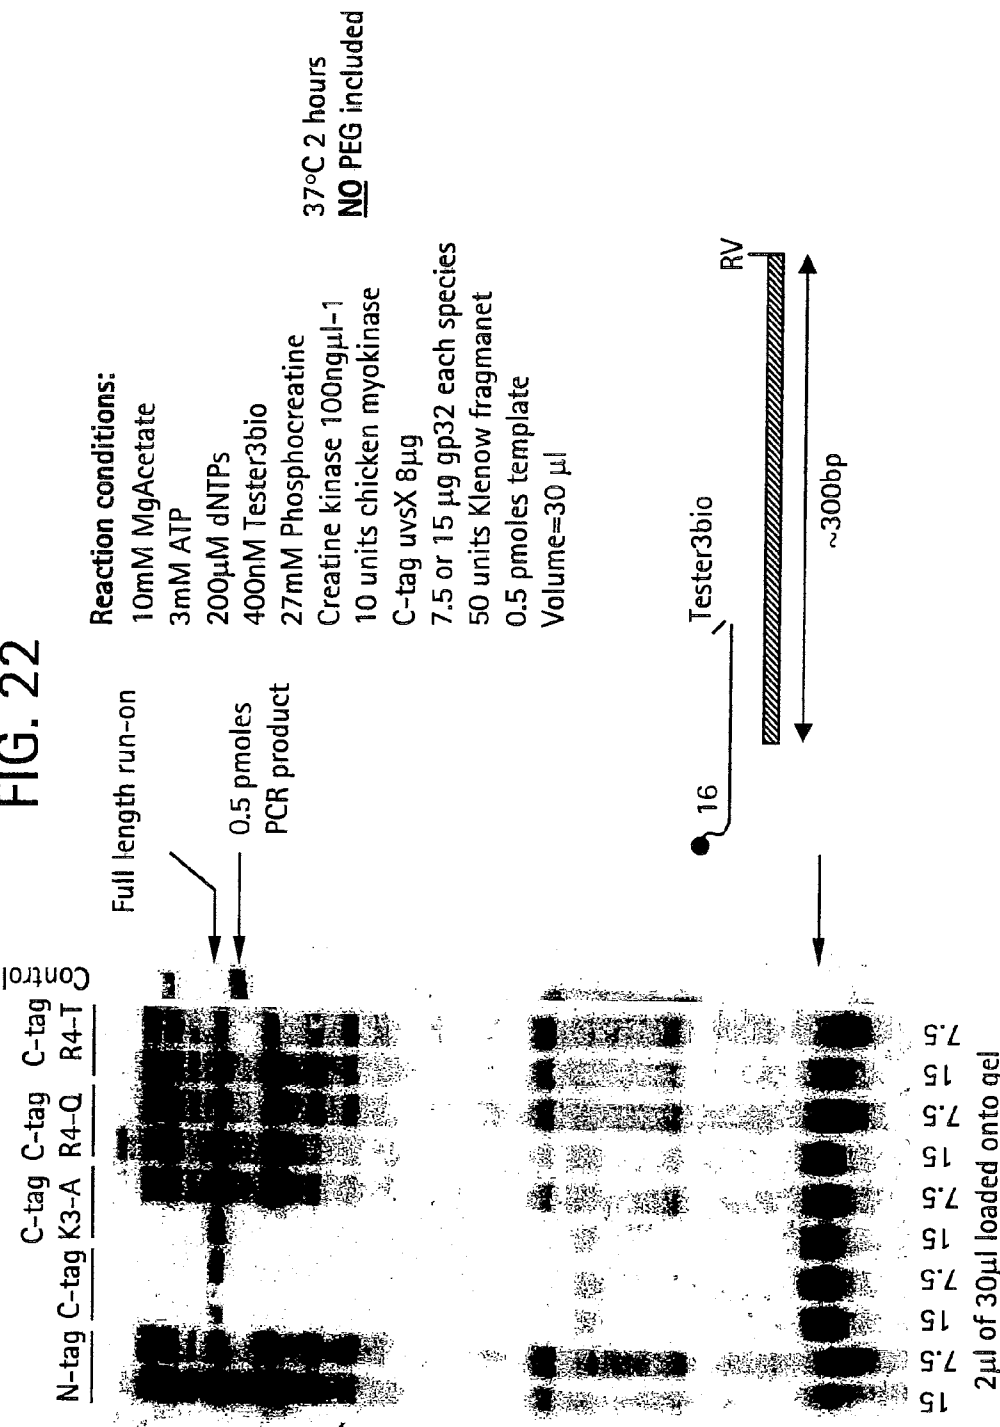 FIG. 22
N-tag
C-tag
C-tag
K3-A
C-tag
R4-Q
C-tag
R4-T
Control
Full length run-on
0.5 pmoles
PCR product
15
7.5
15
7.5
15
7.5
15
7.5
15
7.5
2µl of 30µl loaded onto gel
Reaction conditions:
10mM MgAcetate
3mM ATP
200µM dNTPs
400nM Tester3bio
27mM Phosphocreatine
Creatine kinase 100ngµl-1
10 units chicken myokinase
C-tag uvsX 8µg
7.5 or 15 µg gp32 each species
50 units Klenow fragmanet
0.5 pmoles template
Volume=30 µl
37°C 2 hours
NO PEG included
16
Tester3bio
RV
~300bp